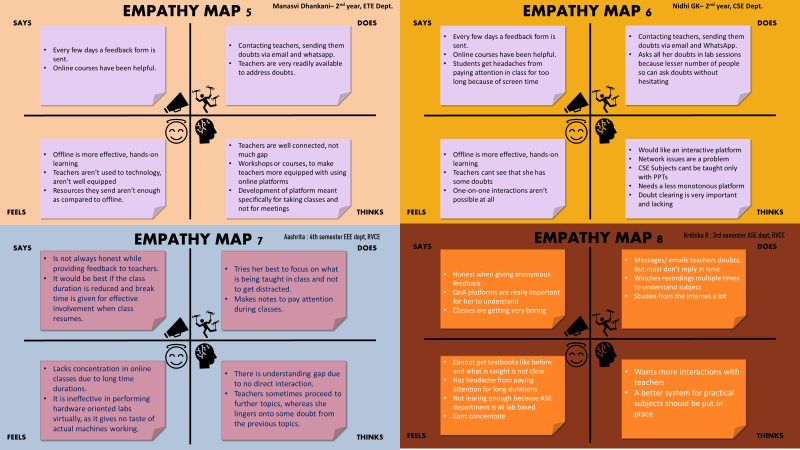 EMPATHY MAP 5
Manasvi Dhankani– 2nd year, ETE Dept.
SAYS
DOES
• Every few days a feedback form is
sent.
• Online courses have been helpful.
• Contacting teachers, sending them
doubts via email and whatsapp.
• Teachers are very readily available
to address doubts.
• Offline is more effective, hands-on
learning
• Teachers aren't used to technology,
aren't well equipped
• Resources they send aren't enough
as compared to offline.
• Teachers are well connected, not
much gap
• Workshops or courses, to make
teachers more equipped with using
online platforms
• Development of platform meant
specifically for taking classes and
not for meetings
FEELS
THINKS
EMPATHY MAP 6
Nidhi GK– 2nd year, CSE Dept.
SAYS
DOES
• Every few days a feedback form is
sent.
• Online courses have been helpful.
• Students get headaches from
paying attention in class for too
long because of screen time
• Contacting teachers, sending them
doubts via email and WhatsApp.
• Asks all her doubts in lab sessions
because lesser number of people
so can ask doubts without
hesitating
• Offline is more effective, hands-on
learning
• Teachers cant see that she has
some doubts
• One-on-one interactions aren't
possible at all
• Would like an interactive platform
• Network issues are a problem
• CSE Subjects cant be taught only
with PPTs
• Needs a less monotonous platform
• Doubt clearing is very important
and lacking
FEELS
THINKS
EMPATHY MAP 7
Aashrita : 4th semester EEE dept, RVCE
SAYS
DOES
• Is not always honest while
providing feedback to teachers.
• It would be best if the class
duration is reduced and break
time is given for effective
involvement when class
resumes.
• Tries her best to focus on what
is being taught in class and not
to get distracted.
• Makes notes to pay attention
during classes.
• Lacks concentration in online
classes due to long time
durations.
• It is ineffective in performing
hardware oriented labs
virtually, as it gives no taste of
actual machines working.
• There is understanding gap due
to no direct interaction.
• Teachers sometimes proceed to
further topics, whereas she
lingers onto some doubt from
the previous topics.
FEELS
THINKS
EMPATHY MAP 8
Krithika R : 3rd semester ASE dept, RVCE
SAYS
DOES
• Honest when giving anonymous
feedback
• QnA platforms are really important
for her to understand
• Classes are getting very boring
• Messages/ emails teachers doubts.
But most don't reply in time
• Watches recordings multiple times
to understand subject
• Studies from the internet a lot
• Cannot get textbooks like before
and what is taught is not clear
• Has headache from paying
attention for long durations
• Not learing enough because ASE
department is all lab based
• Cant concentrate
• Wants more interactions with
teachers
• A better system for practical
subjects should be put in
place
FEELS
THINKS